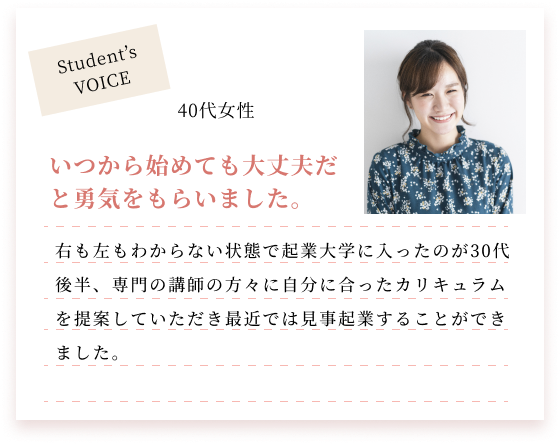 Student's
VOICE
40代女性
いつから始めても大丈夫だ
と勇気をもらいました。
右も左もわからない状態で起業大学に入ったのが30代
後半、専門の講師の方々に自分に合ったカリキュラム
を提案していただき最近では見事起業することができ
ました。